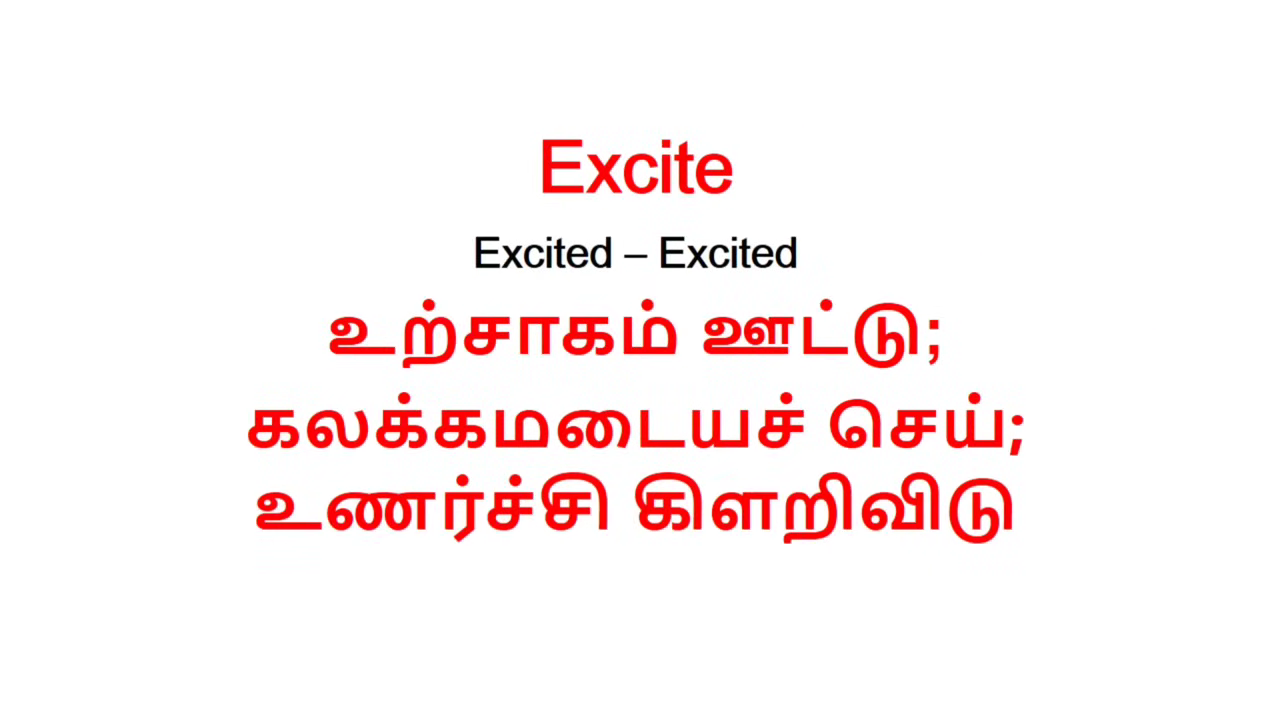 Excite
Excited – Excited
உற்சாகம் ஊட்டு;
கலக்கமடையச் செய்;
உணர்ச்சி கிளறிவிடு